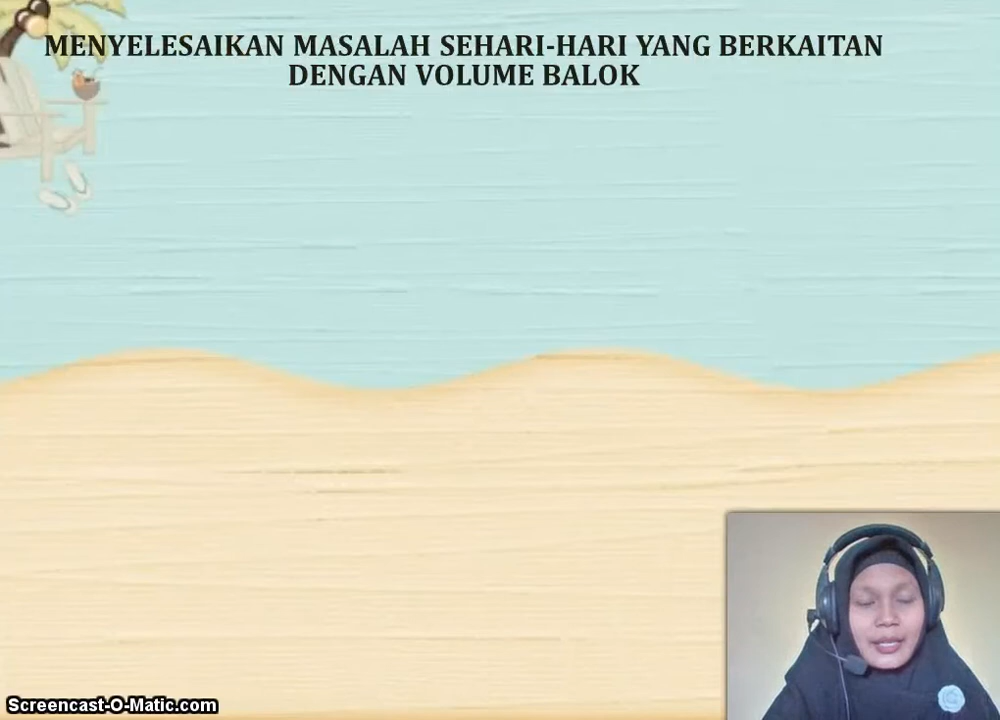 MENYELESAIKAN MASALAH SEHARI-HARI YANG BERKAITAN
DENGAN VOLUME BALOK
Screencast-O-Matic.com